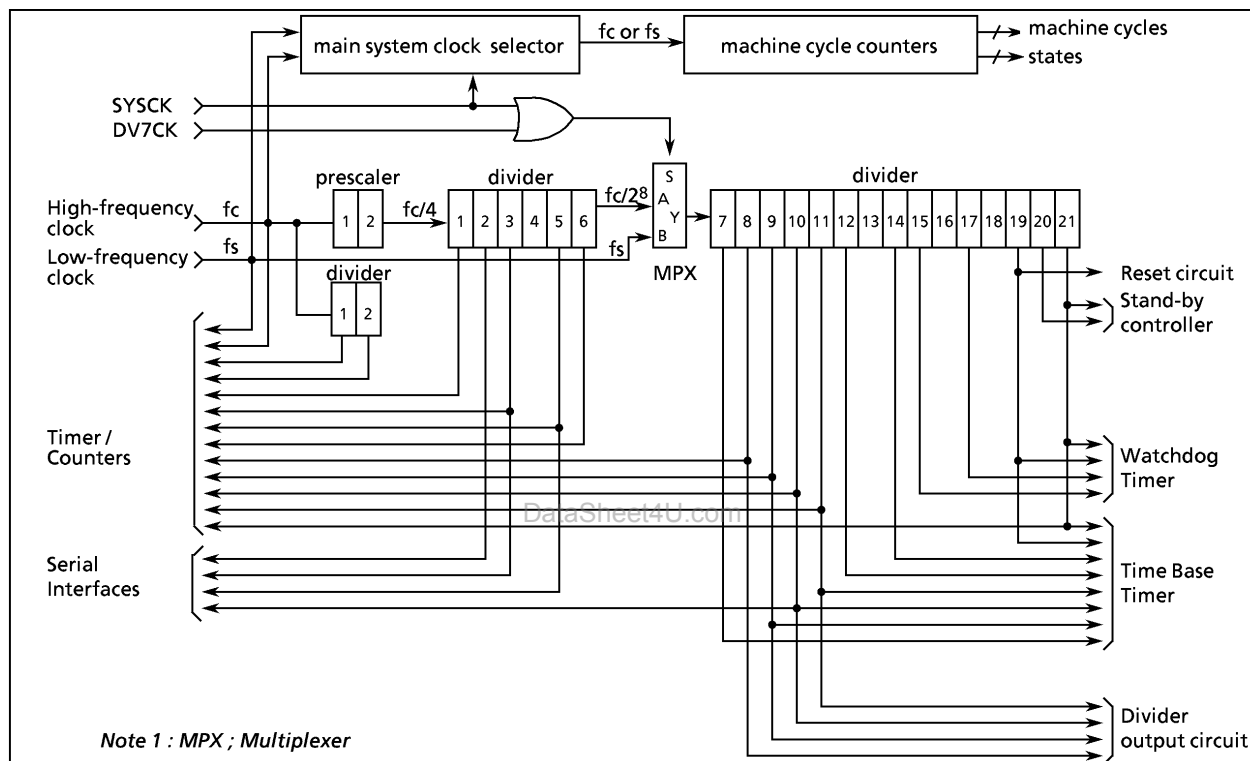 main system clock selector
fc or fs
machine cycle counters
machine cycles
states
SYSCK
DV7CK
prescaler
divider
divider
High-frequency
clock
fc
1 2
fc/4
1 2 3 4 5 6
fc/2⁸
S
A
Y
B
7 8 9 10 11 12 13 14 15 16 17 18 19 20 21
Low-frequency
clock
fs
fs
MPX
divider
1 2
Reset circuit
Stand-by
controller
Timer /
Counters
Watchdog
Timer
DataSheet4U.com
Serial
Interfaces
Time Base
Timer
Divider
output circuit
Note 1 : MPX ; Multiplexer